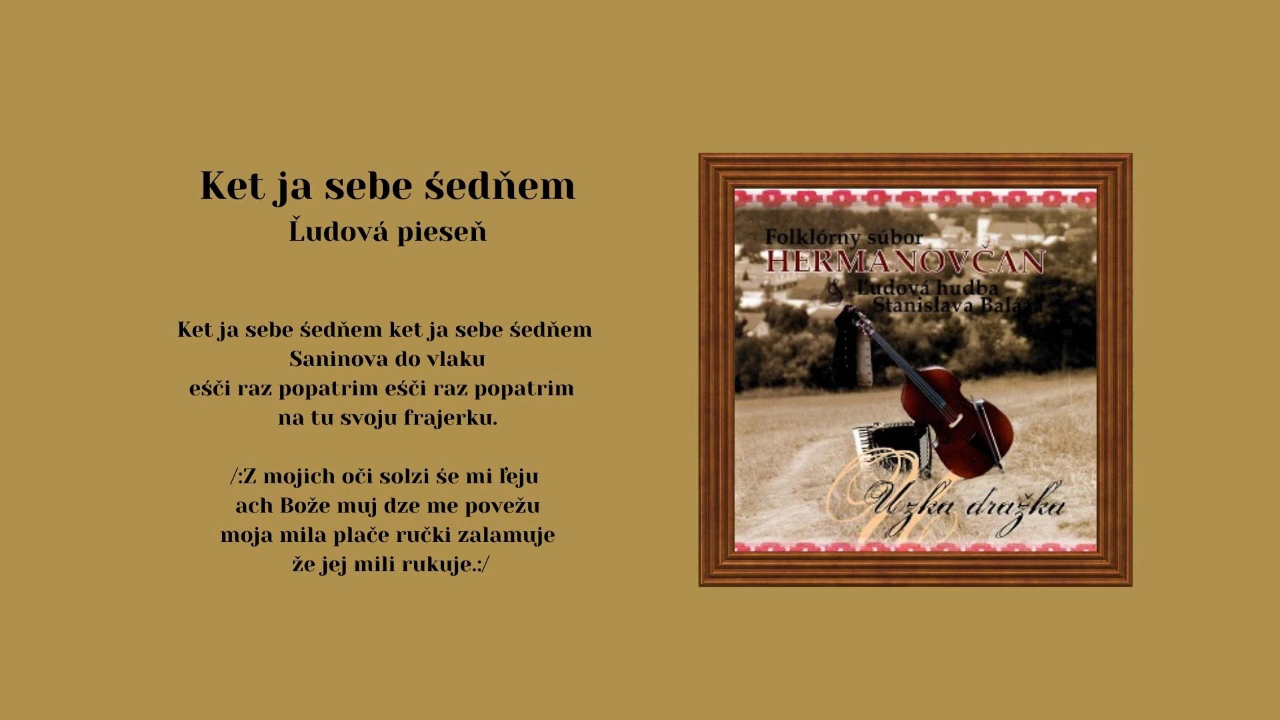 Ket ja sebe śedňem
Ľudová pieseň
Ket ja sebe śedňem ket ja sebe śedňem
Saninova do vlaku
eśči raz popatrim eśči raz popatrim
na tu svoju frajerku.
/:Z mojich oči solzi śe mi ľeju
ach Bože muj dze me povežu
moja mila plače ručki zalamuje
že jej mili rukuje.:/
Folklórny súbor
HERMANOVČAN
& Ľudová hudba
Stanislava Baláža
Uzka dražka